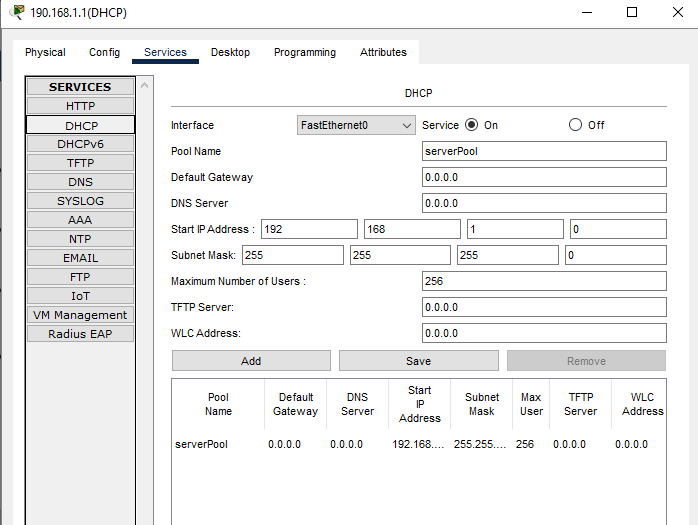 190.168.1.1(DHCP)
Physical Config Services Desktop Programming Attributes
SERVICES
HTTP
DHCP
DHCPv6
TFTP
DNS
SYSLOG
AAA
NTP
EMAIL
FTP
IoT
VM Management
Radius EAP
DHCP
Interface FastEthernet0 Service On Off
Pool Name serverPool
Default Gateway 0.0.0.0
DNS Server 0.0.0.0
Start IP Address : 192 168 1 0
Subnet Mask: 255 255 255 0
Maximum Number of Users : 256
TFTP Server: 0.0.0.0
WLC Address: 0.0.0.0
Add Save Remove
Pool Name Default Gateway DNS Server Start IP Address Subnet Mask Max User TFTP Server WLC Address
serverPool 0.0.0.0 0.0.0.0 192.168.... 255.255.... 256 0.0.0.0 0.0.0.0